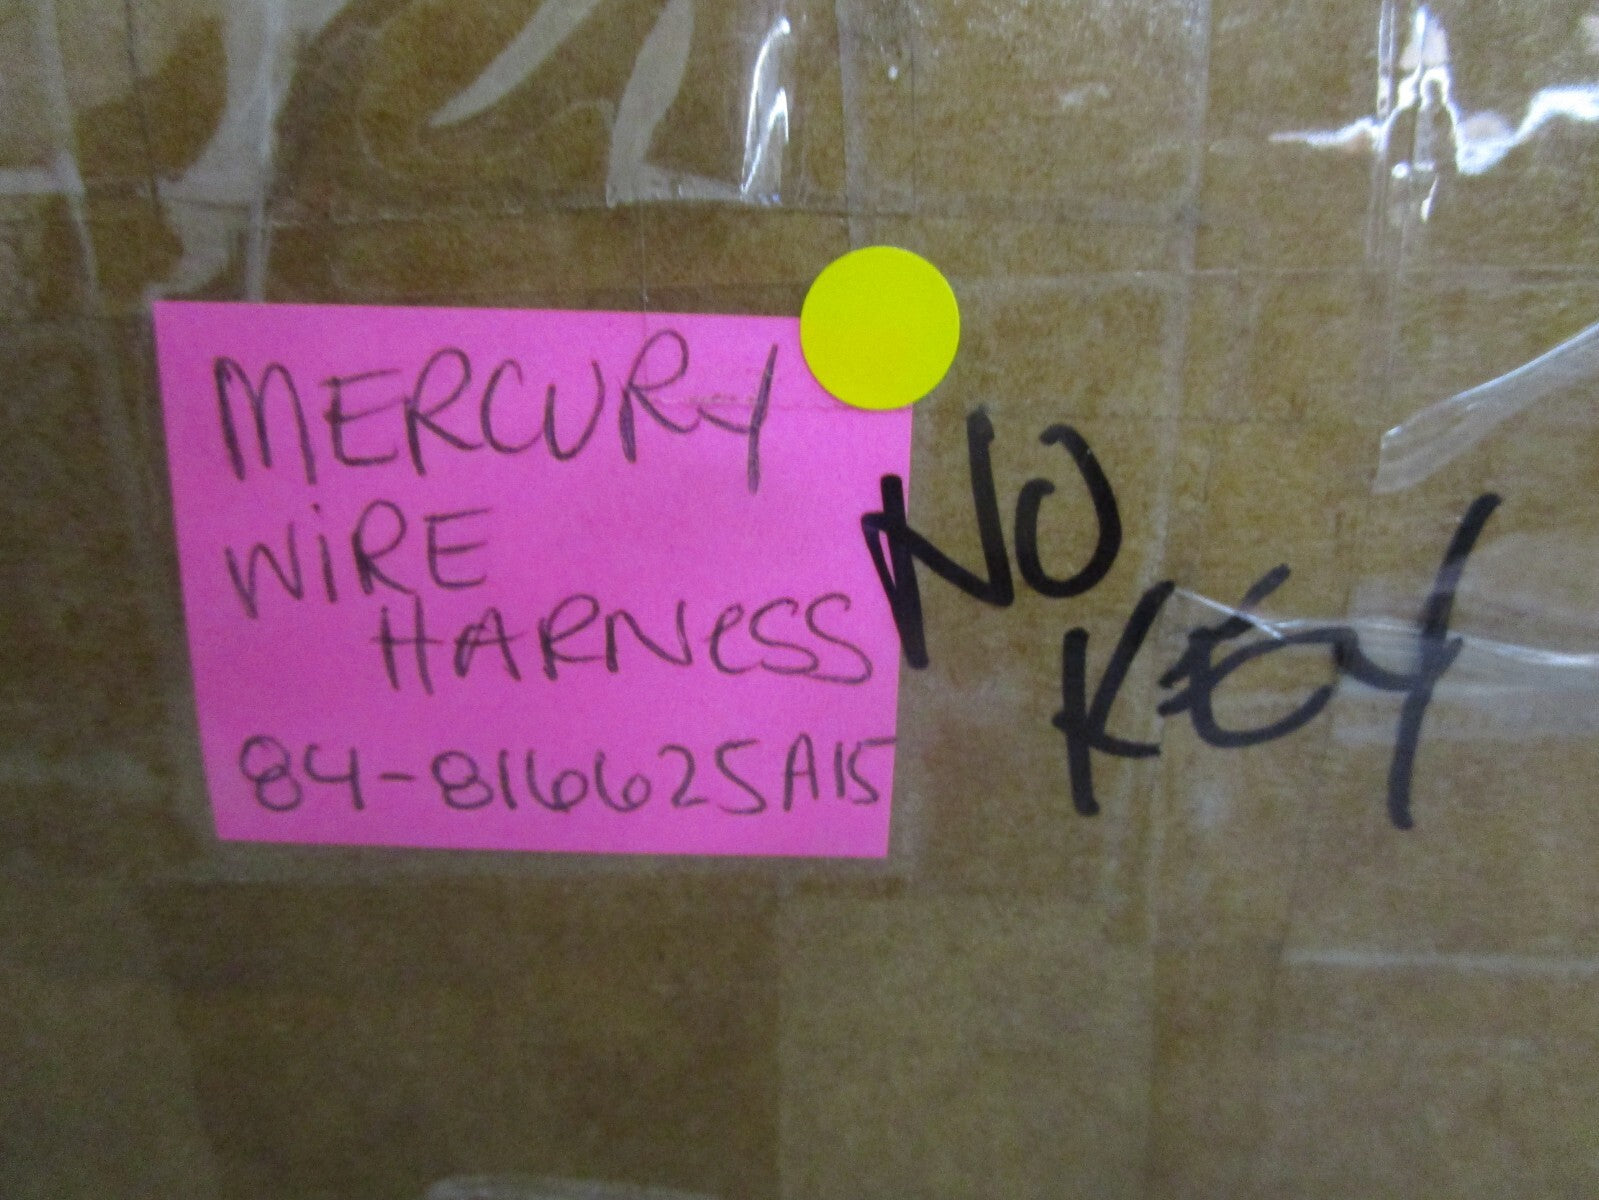 MERCURY
WiRE
HARNeSS
84-816625A15
NO
KEY